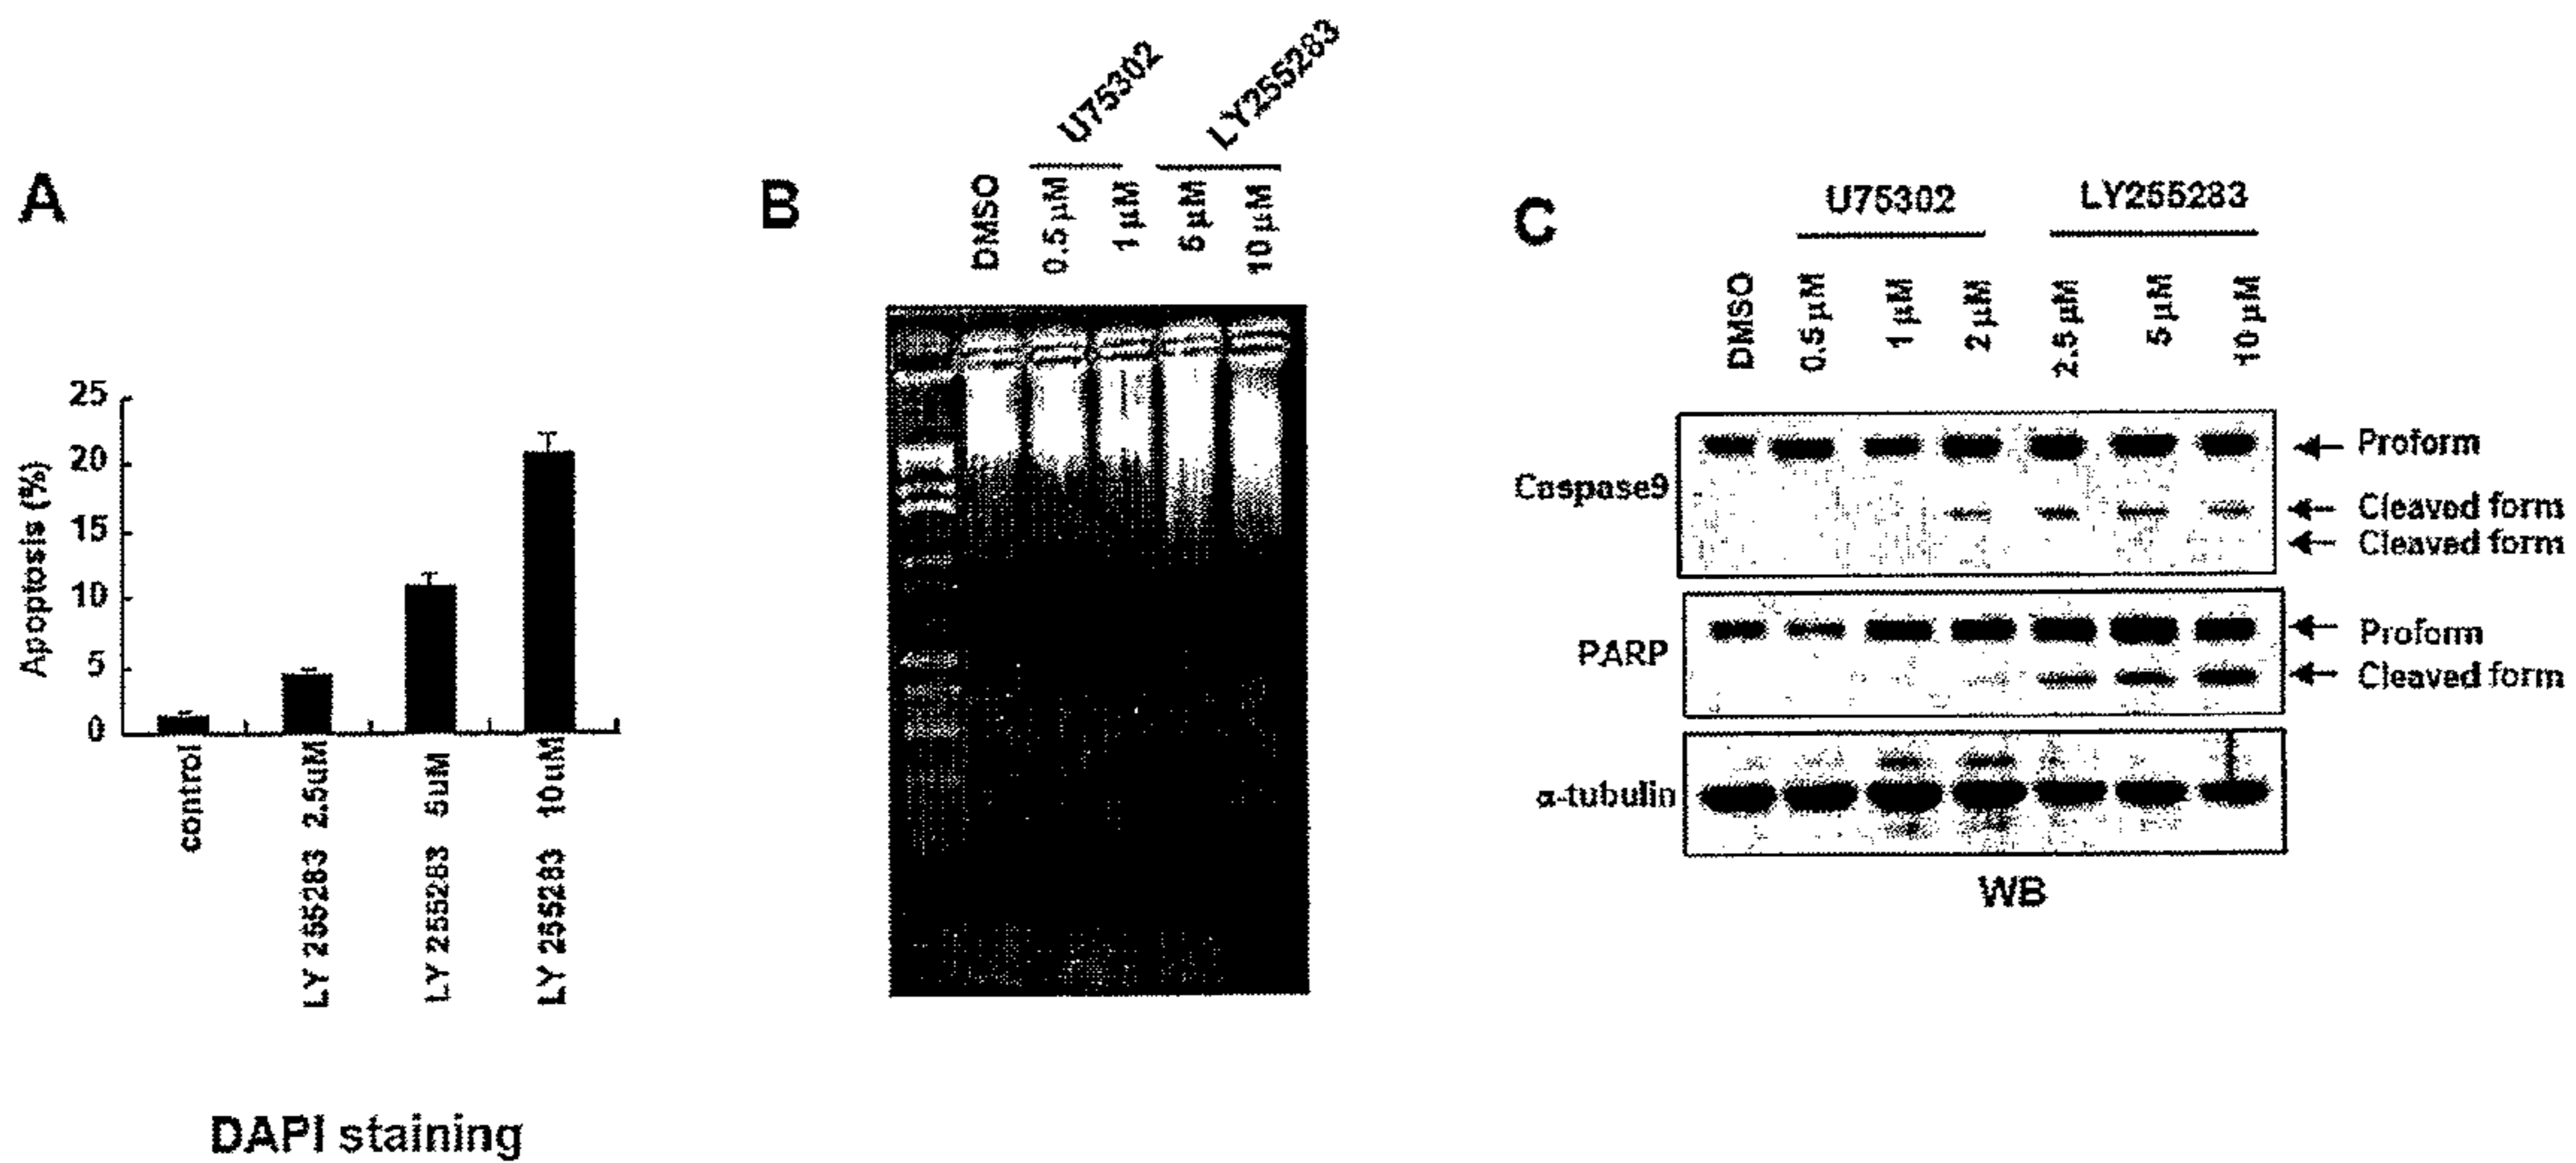 A
25
20
15
10
5
0
Apoptosis (%)
control
LY 255283 2.5uM
LY 255283 5uM
LY 255283 10uM
DAPI staining
B
U75302
LY255283
DMSO
0.5 µM
1 µM
5 µM
10 µM
C
U75302
LY255283
DMSO
0.5 µM
1 µM
2 µM
2.5 µM
5 µM
10 µM
Caspase9
Proform
Cleaved form
Cleaved form
PARP
Proform
Cleaved form
α-tubulin
WB